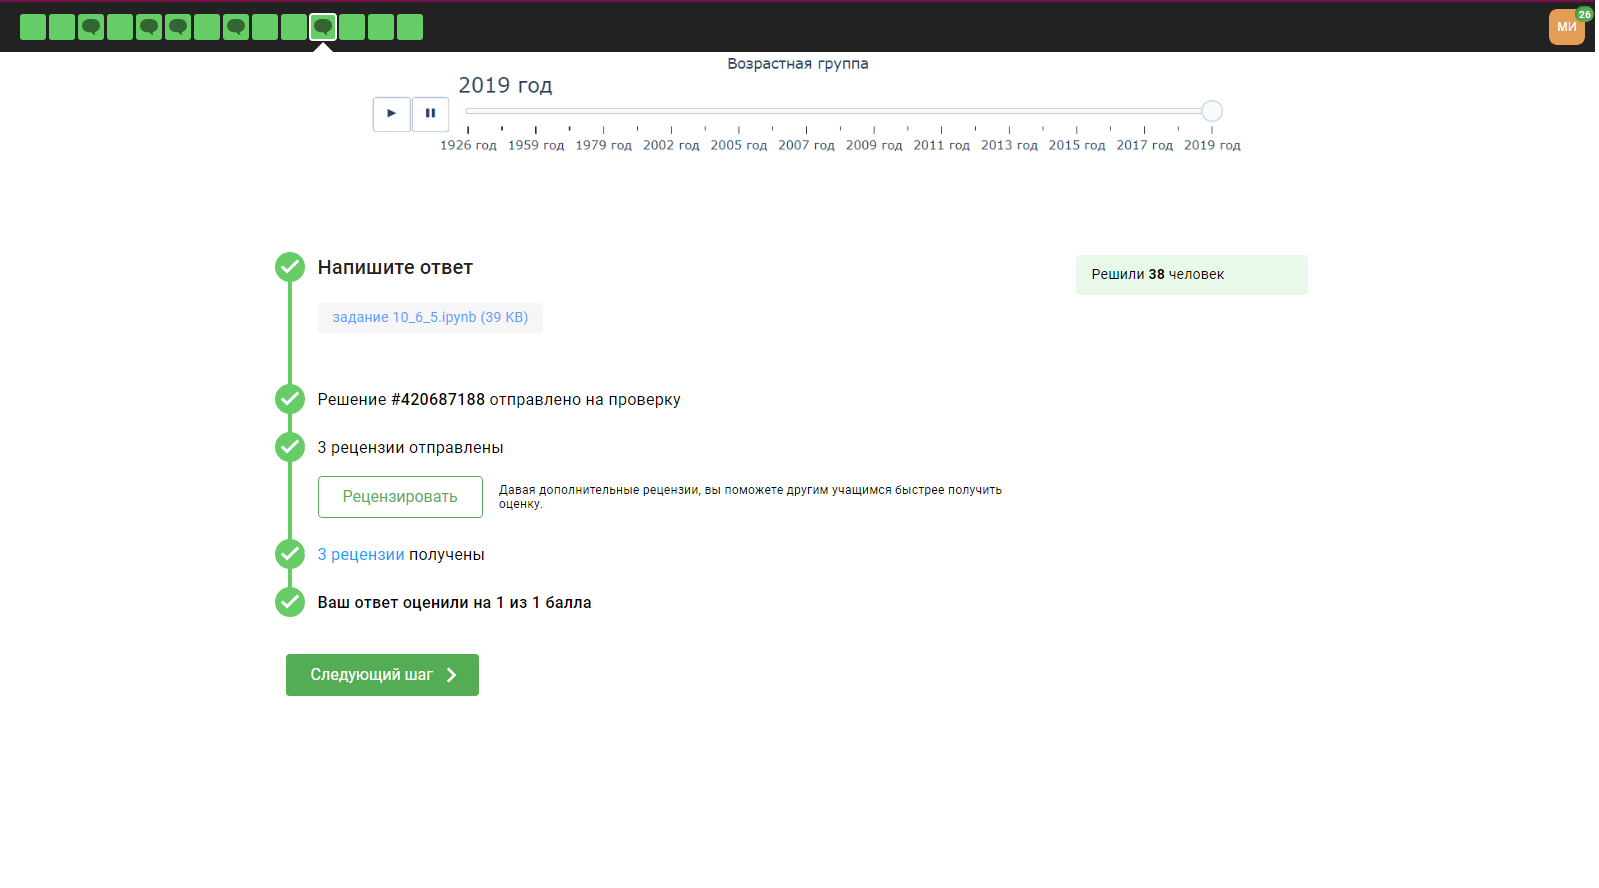 МИ
26
Возрастная группа
2019 год
1926 год 1959 год 1979 год 2002 год 2005 год 2007 год 2009 год 2011 год 2013 год 2015 год 2017 год 2019 год
Напишите ответ
Решили 38 человек
задание 10_6_5.ipynb (39 KB)
Решение #420687188 отправлено на проверку
3 рецензии отправлены
Рецензировать
Давая дополнительные рецензии, вы поможете другим учащимся быстрее получить
оценку.
3 рецензии получены
Ваш ответ оценили на 1 из 1 балла
Следующий шаг